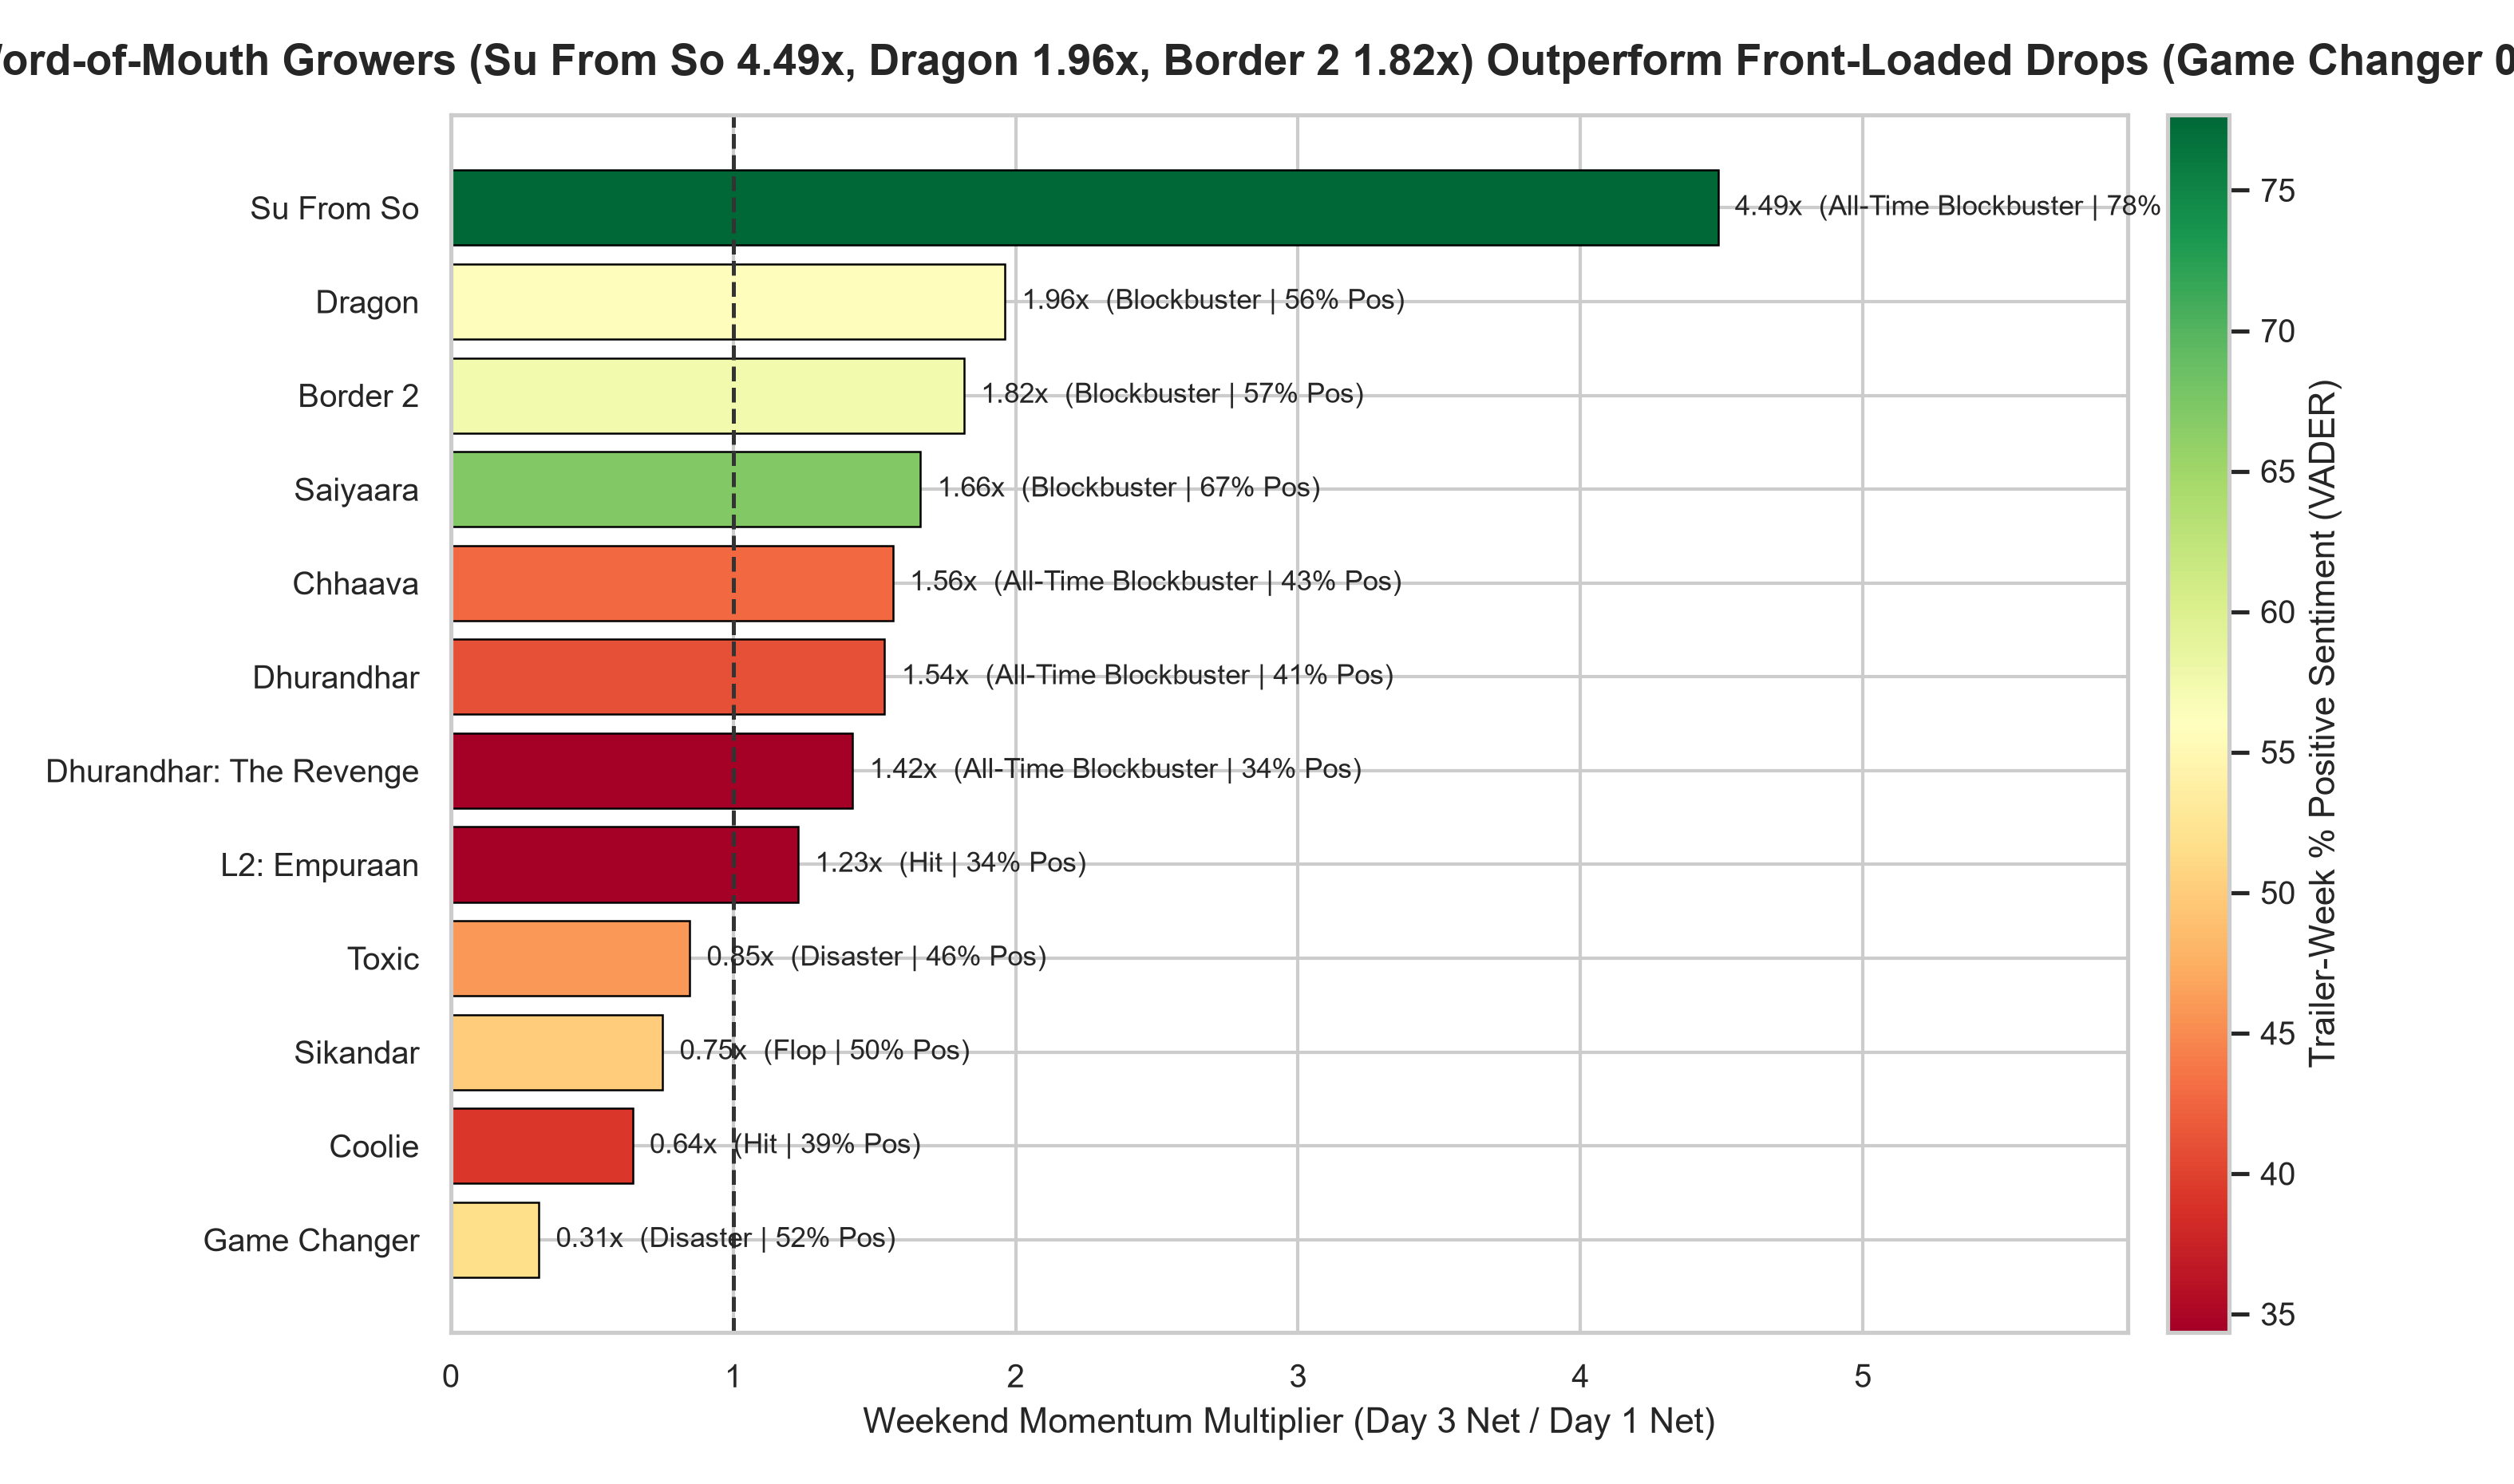 ord-of-Mouth Growers (Su From So 4.49x, Dragon 1.96x, Border 2 1.82x) Outperform Front-Loaded Drops (Game Changer 0
Su From So
4.49x (All-Time Blockbuster | 78%
Dragon
1.96x (Blockbuster | 56% Pos)
Border 2
1.82x (Blockbuster | 57% Pos)
Saiyaara
1.66x (Blockbuster | 67% Pos)
Chhaava
1.56x (All-Time Blockbuster | 43% Pos)
Dhurandhar
1.54x (All-Time Blockbuster | 41% Pos)
Dhurandhar: The Revenge
1.42x (All-Time Blockbuster | 34% Pos)
L2: Empuraan
1.23x (Hit | 34% Pos)
Toxic
0.85x (Disaster | 46% Pos)
Sikandar
0.75x (Flop | 50% Pos)
Coolie
0.64x (Hit | 39% Pos)
Game Changer
0.31x (Disaster | 52% Pos)
0 1 2 3 4 5
Weekend Momentum Multiplier (Day 3 Net / Day 1 Net)
75
70
65
60
55
50
45
40
35
Trailer-Week % Positive Sentiment (VADER)